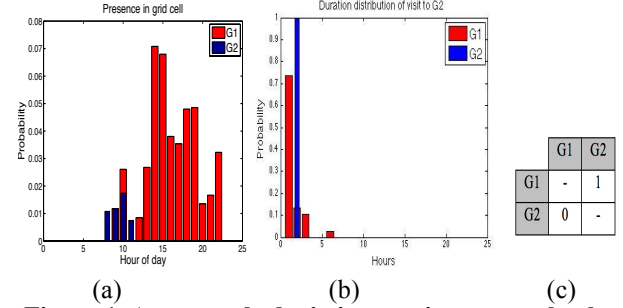 Presence in grid cell
G1
G2
Probability
0.08
0.07
0.06
0.05
0.04
0.03
0.02
0.01
0
0 5 10 15 20 25
Hour of day
Duration distribution of visit to G2
G1
G2
Probability
1
0.9
0.8
0.7
0.6
0.5
0.4
0.3
0.2
0.1
0
0 5 10 15 20 25
Hours
G1 G2
G1 - 1
G2 0 -
(a) (b) (c)